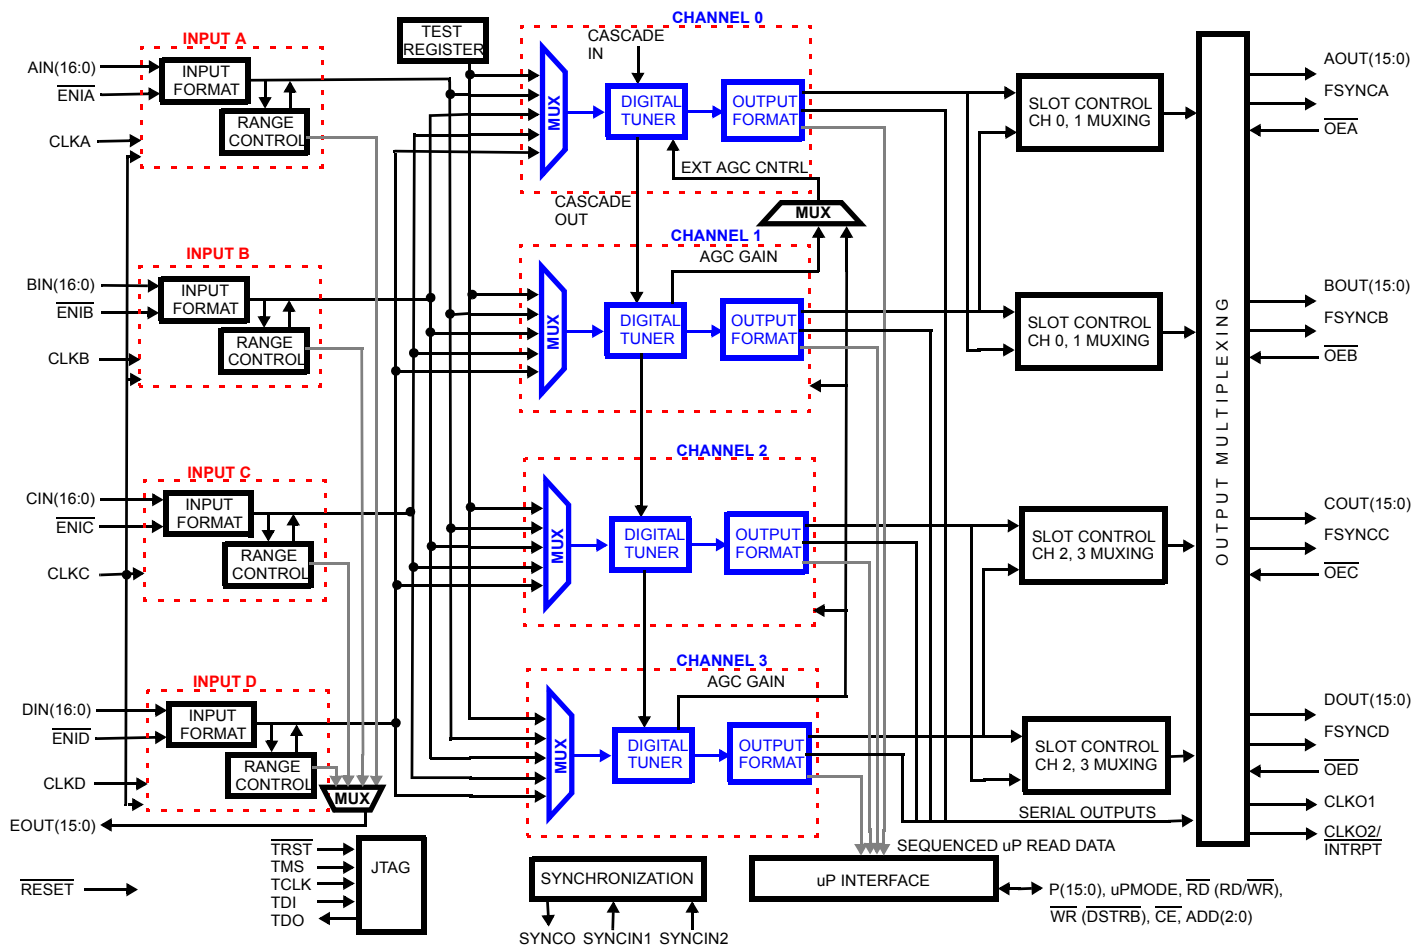 CHANNEL 0
TEST
REGISTER
CASCADE
IN
INPUT A
AIN(16:0)
ENIA
CLKA
INPUT
FORMAT
RANGE
CONTROL
MUX
DIGITAL
TUNER
OUTPUT
FORMAT
SLOT CONTROL
CH 0, 1 MUXING
AOUT(15:0)
FSYNCA
OEA
EXT AGC CNTRL
CASCADE
OUT
MUX
CHANNEL 1
AGC GAIN
INPUT B
BIN(16:0)
ENIB
CLKB
INPUT
FORMAT
RANGE
CONTROL
MUX
DIGITAL
TUNER
OUTPUT
FORMAT
SLOT CONTROL
CH 0, 1 MUXING
BOUT(15:0)
FSYNCB
OEB
OUTPUT MULTIPLEXING
CHANNEL 2
INPUT C
CIN(16:0)
ENIC
CLKC
INPUT
FORMAT
RANGE
CONTROL
MUX
DIGITAL
TUNER
OUTPUT
FORMAT
SLOT CONTROL
CH 2, 3 MUXING
COUT(15:0)
FSYNCC
OEC
CHANNEL 3
AGC GAIN
INPUT D
DIN(16:0)
ENID
CLKD
INPUT
FORMAT
RANGE
CONTROL
MUX
MUX
DIGITAL
TUNER
OUTPUT
FORMAT
SLOT CONTROL
CH 2, 3 MUXING
DOUT(15:0)
FSYNCD
OED
CLKO1
CLKO2/
INTRPT
SERIAL OUTPUTS
EOUT(15:0)
SEQUENCED uP READ DATA
TRST
TMS
TCLK
TDI
TDO
JTAG
RESET
SYNCHRONIZATION
SYNCO
SYNCIN1
SYNCIN2
uP INTERFACE
P(15:0), uPMODE, RD (RD/WR),
WR (DSTRB), CE, ADD(2:0)